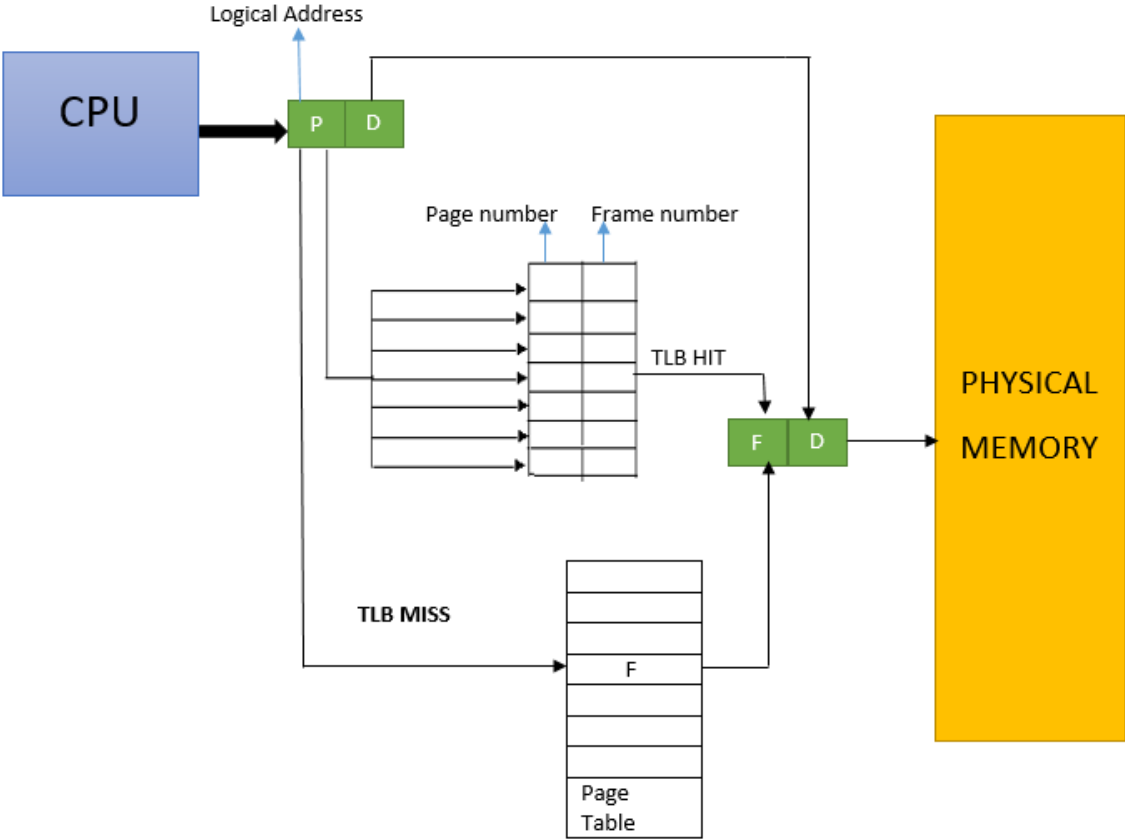 Logical Address
CPU
P D
Page number Frame number
TLB HIT
F D
PHYSICAL
MEMORY
TLB MISS
F
Page
Table